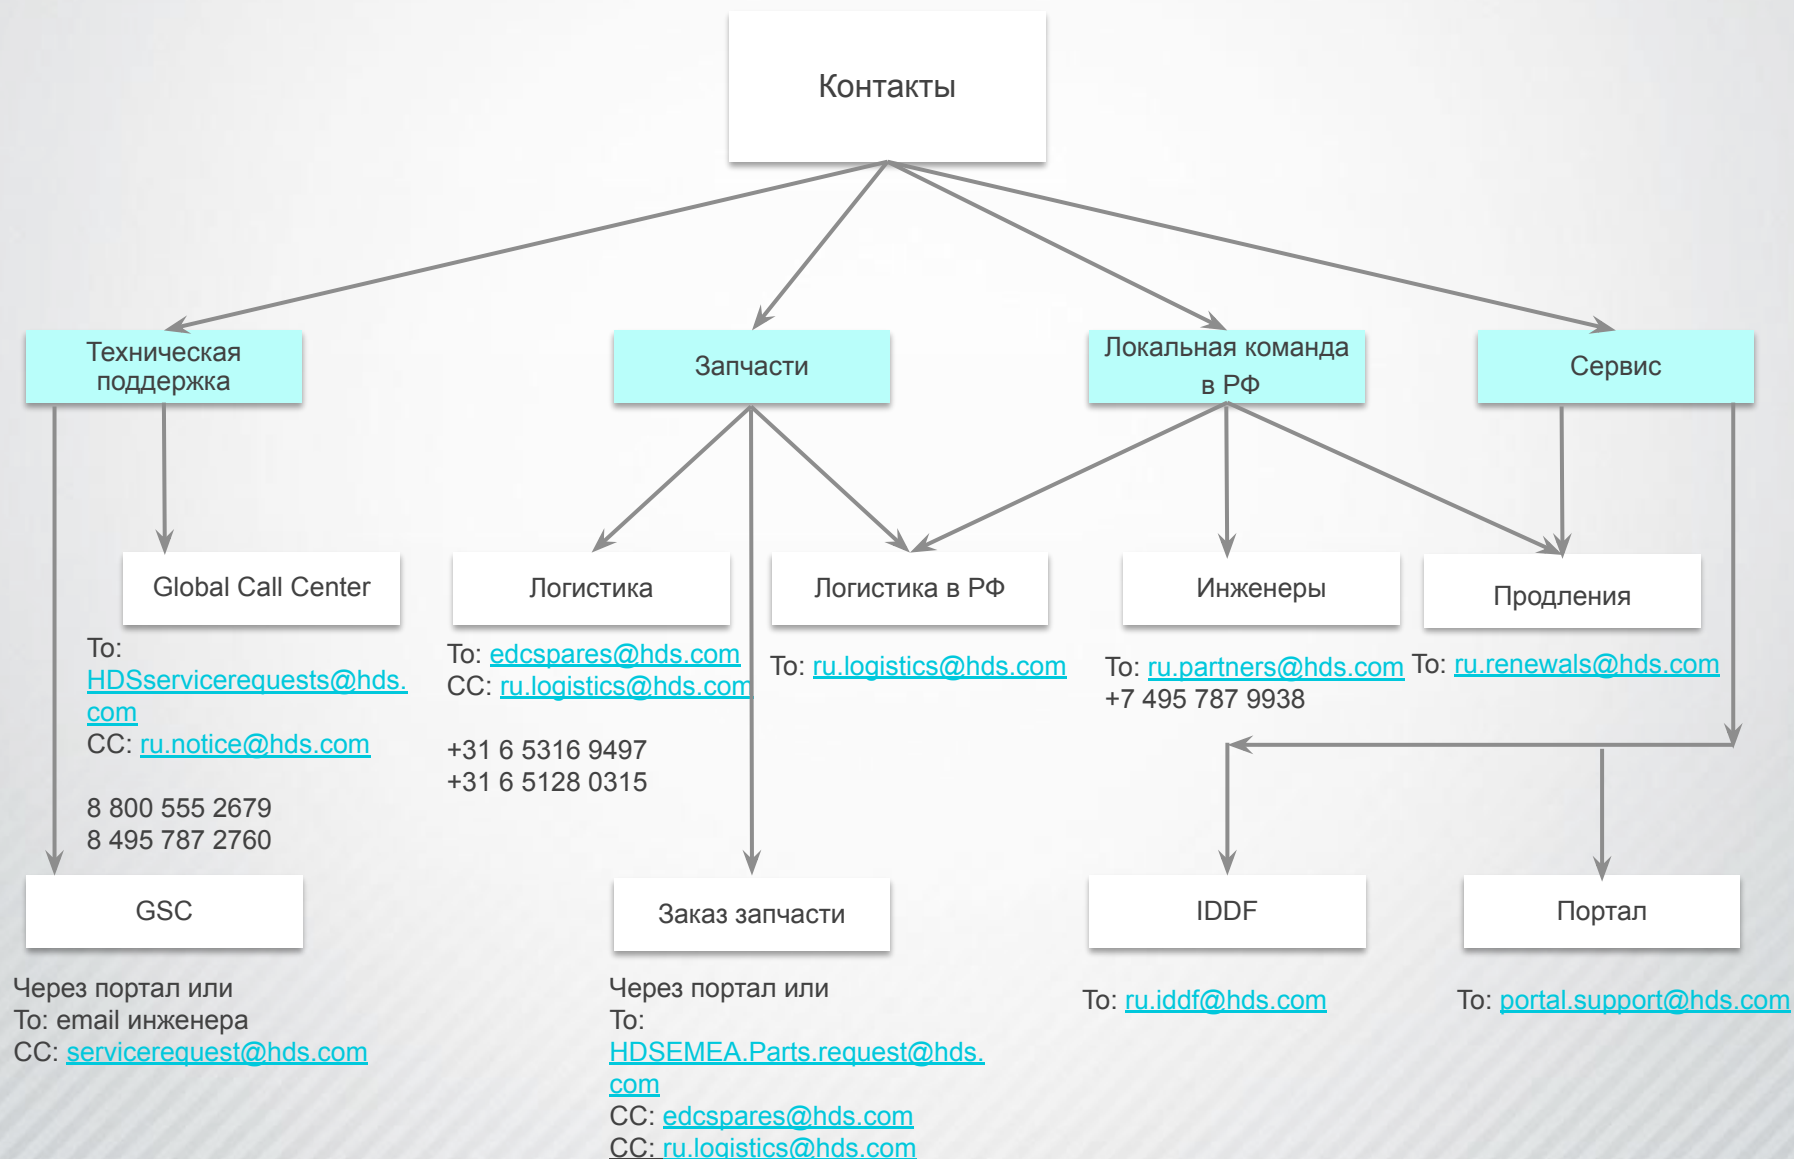 Контакты
Техническая
поддержка
Запчасти
Локальная команда
в РФ
Сервис
Global Call Center
Логистика
Логистика в РФ
Инженеры
Продления
To:
HDSservicerequests@hds.
com
CC: ru.notice@hds.com
8 800 555 2679
8 495 787 2760
To: edcspares@hds.com
CC: ru.logistics@hds.com
+31 6 5316 9497
+31 6 5128 0315
To: ru.logistics@hds.com
To: ru.partners@hds.com
+7 495 787 9938
To: ru.renewals@hds.com
GSC
Заказ запчасти
IDDF
Портал
Через портал или
To: email инженера
CC: servicerequest@hds.com
Через портал или
To:
HDSEMEA.Parts.request@hds.
com
CC: edcspares@hds.com
CC: ru.logistics@hds.com
To: ru.iddf@hds.com
To: portal.support@hds.com